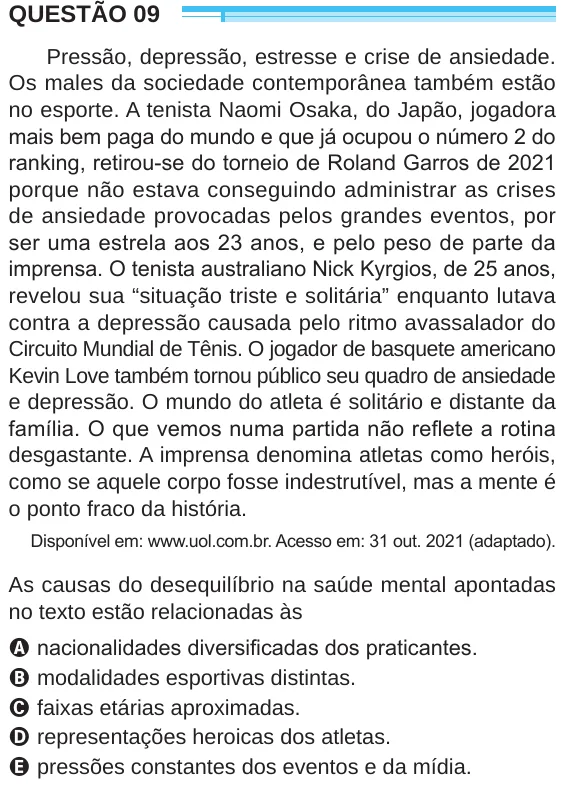 QUESTÃO 09
Pressão, depressão, estresse e crise de ansiedade.
Os males da sociedade contemporânea também estão
no esporte. A tenista Naomi Osaka, do Japão, jogadora
mais bem paga do mundo e que já ocupou o número 2 do
ranking, retirou-se do torneio de Roland Garros de 2021
porque não estava conseguindo administrar as crises
de ansiedade provocadas pelos grandes eventos, por
ser uma estrela aos 23 anos, e pelo peso de parte da
imprensa. O tenista australiano Nick Kyrgios, de 25 anos,
revelou sua “situação triste e solitária” enquanto lutava
contra a depressão causada pelo ritmo avassalador do
Circuito Mundial de Tênis. O jogador de basquete americano
Kevin Love também tornou público seu quadro de ansiedade
e depressão. O mundo do atleta é solitário e distante da
família. O que vemos numa partida não reflete a rotina
desgastante. A imprensa denomina atletas como heróis,
como se aquele corpo fosse indestrutível, mas a mente é
o ponto fraco da história.
Disponível em: www.uol.com.br. Acesso em: 31 out. 2021 (adaptado).
As causas do desequilíbrio na saúde mental apontadas
no texto estão relacionadas às
A nacionalidades diversificadas dos praticantes.
B modalidades esportivas distintas.
C faixas etárias aproximadas.
D representações heroicas dos atletas.
E pressões constantes dos eventos e da mídia.